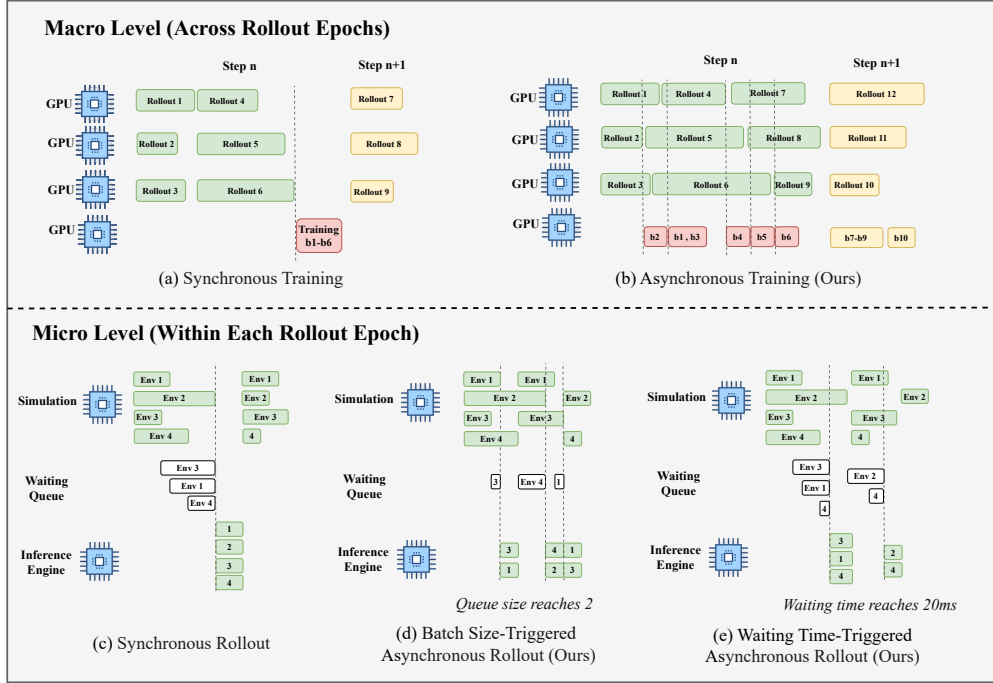 Macro Level (Across Rollout Epochs)
Step n
Step n+1
GPU
Rollout 1
Rollout 4
Rollout 7
GPU
Rollout 2
Rollout 5
Rollout 8
GPU
Rollout 3
Rollout 6
Rollout 9
GPU
Training
b1-b6
(a) Synchronous Training
Step n
Step n+1
GPU
Rollout 1
Rollout 4
Rollout 7
Rollout 12
GPU
Rollout 2
Rollout 5
Rollout 8
Rollout 11
GPU
Rollout 3
Rollout 6
Rollout 9
Rollout 10
GPU
b2
b1 , b3
b4
b5
b6
b7-b9
b10
(b) Asynchronous Training (Ours)
Micro Level (Within Each Rollout Epoch)
Simulation
Env 1
Env 1
Env 2
Env 2
Env 3
Env 3
Env 4
4
Waiting
Queue
Env 3
Env 1
Env 4
Inference
Engine
1
2
3
4
(c) Synchronous Rollout
Simulation
Env 1
Env 1
Env 2
Env 2
Env 3
Env 3
Env 4
4
Waiting
Queue
3
Env 4
1
Inference
Engine
3
4
1
1
2
3
Queue size reaches 2
(d) Batch Size-Triggered
Asynchronous Rollout (Ours)
Simulation
Env 1
Env 1
Env 2
Env 2
Env 3
Env 3
Env 4
4
Waiting
Queue
Env 3
Env 1
4
Env 2
4
Inference
Engine
3
1
4
2
4
Waiting time reaches 20ms
(e) Waiting Time-Triggered
Asynchronous Rollout (Ours)